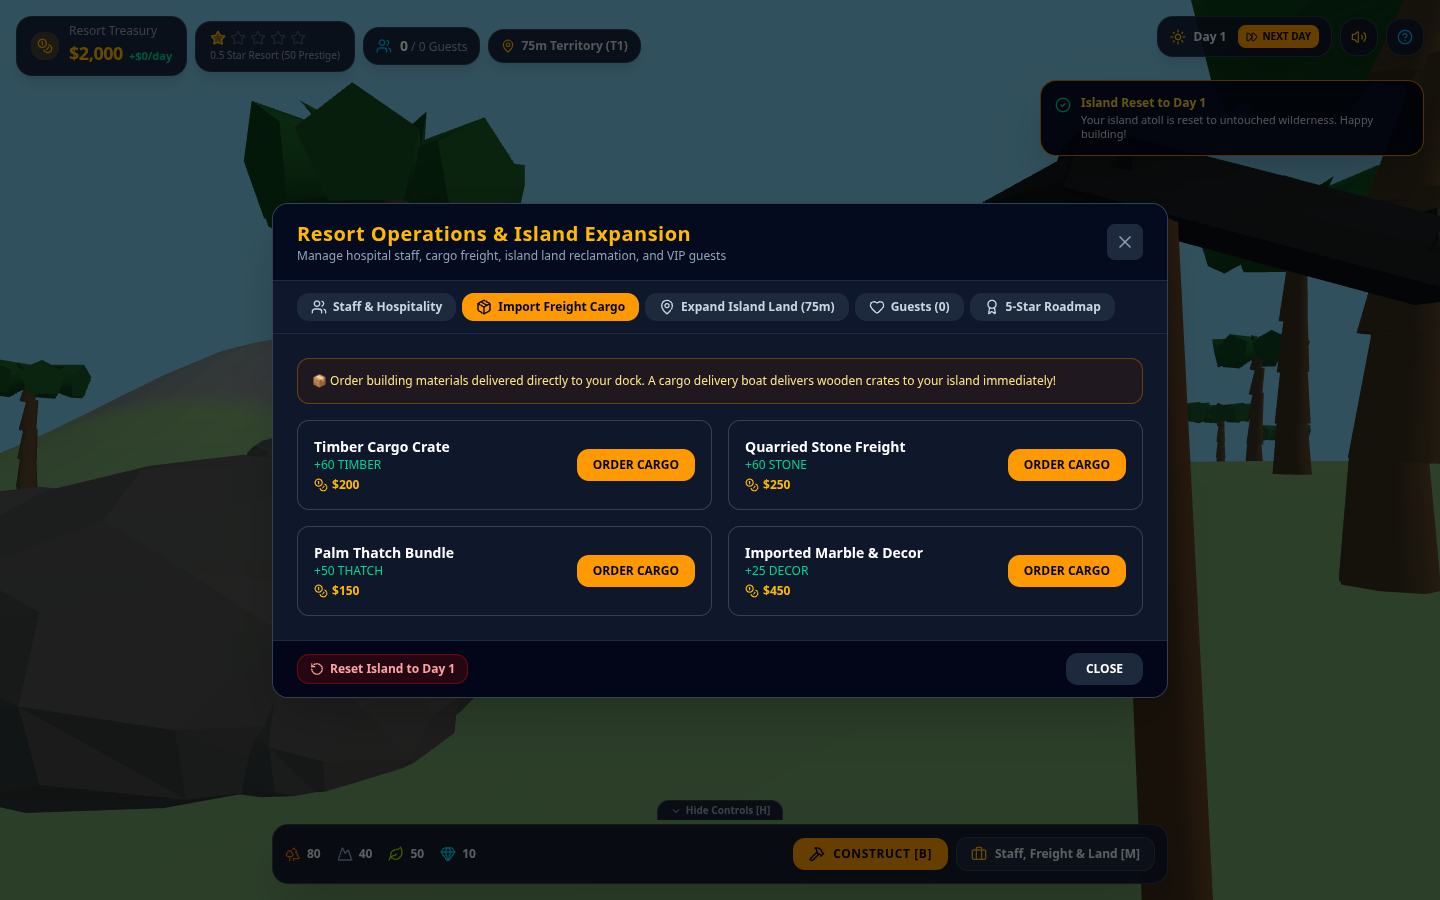 Resort Treasury
$2,000 +$0/day
0.5 Star Resort (50 Prestige)
0 / 0 Guests
75m Territory (T1)
Day 1
NEXT DAY
Island Reset to Day 1
Your island atoll is reset to untouched wilderness. Happy
building!
Resort Operations & Island Expansion
Manage hospital staff, cargo freight, island land reclamation, and VIP guests
Staff & Hospitality
Import Freight Cargo
Expand Island Land (75m)
Guests (0)
5-Star Roadmap
📦 Order building materials delivered directly to your dock. A cargo delivery boat delivers wooden crates to your island immediately!
Timber Cargo Crate
+60 TIMBER
$200
ORDER CARGO
Quarried Stone Freight
+60 STONE
$250
ORDER CARGO
Palm Thatch Bundle
+50 THATCH
$150
ORDER CARGO
Imported Marble & Decor
+25 DECOR
$450
ORDER CARGO
Reset Island to Day 1
CLOSE
Hide Controls [H]
80
40
50
10
CONSTRUCT [B]
Staff, Freight & Land [M]